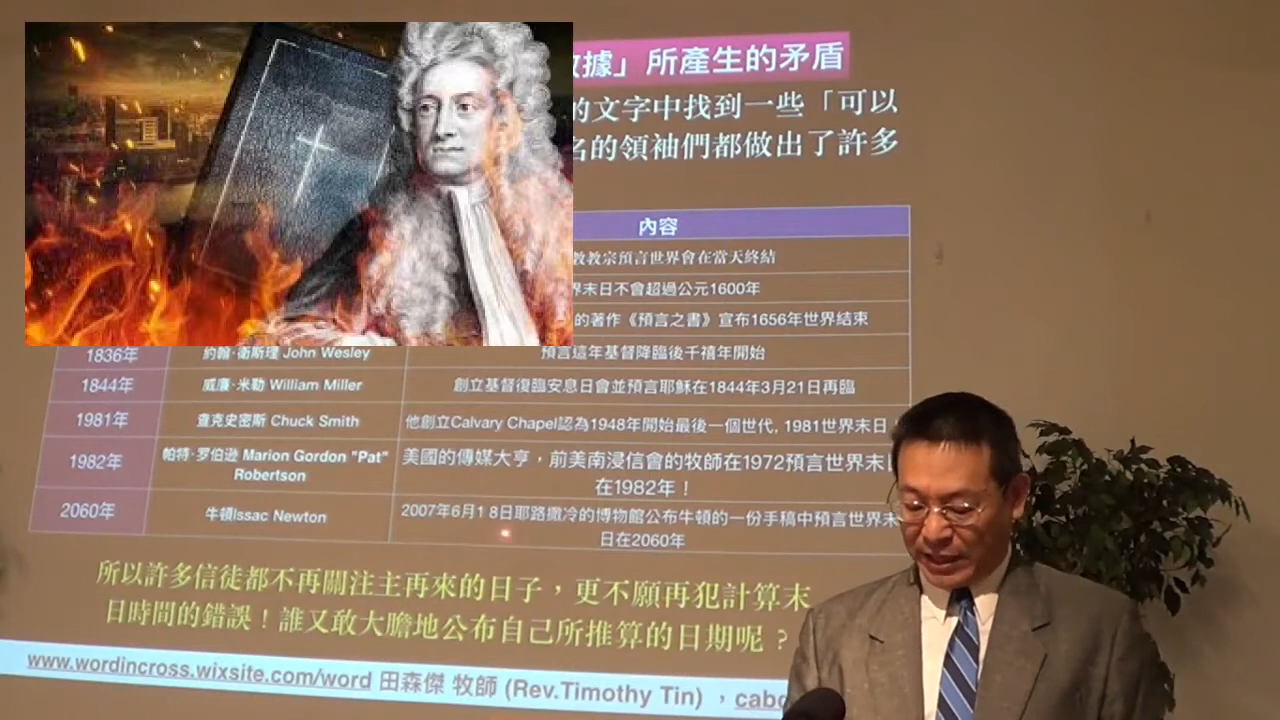 據」所產生的矛盾
的文字中找到一些「可以
名的領袖們都做出了許多
內容
教教宗預言世界會在當天終結
界末日不會超過公元1600年
的著作《預言之書》宣布1656年世界結束
1836年 約翰·衛斯理 John Wesley 預言這年基督降臨後千禧年開始
1844年 威廉·米勒 William Miller 創立基督復臨安息日會並預言耶穌在1844年3月21日再臨
1981年 查克史密斯 Chuck Smith 他創立Calvary Chapel認為1948年開始最後一個世代, 1981世界末日
1982年 帕特·罗伯逊 Marion Gordon "Pat" 美國的傳媒大亨，前美南浸信會的牧師在1972預言世界末
Robertson 在1982年！
2060年 牛頓Issac Newton 2007年6月18日耶路撒冷的博物館公布牛頓的一份手稿中預言世界末
日在2060年
所以許多信徒都不再關注主再來的日子，更不願再犯計算末
日時間的錯誤！誰又敢大膽地公布自己所推算的日期呢？
www.wordincross.wixsite.com/word 田森傑 牧師 (Rev.Timothy Tin) ，